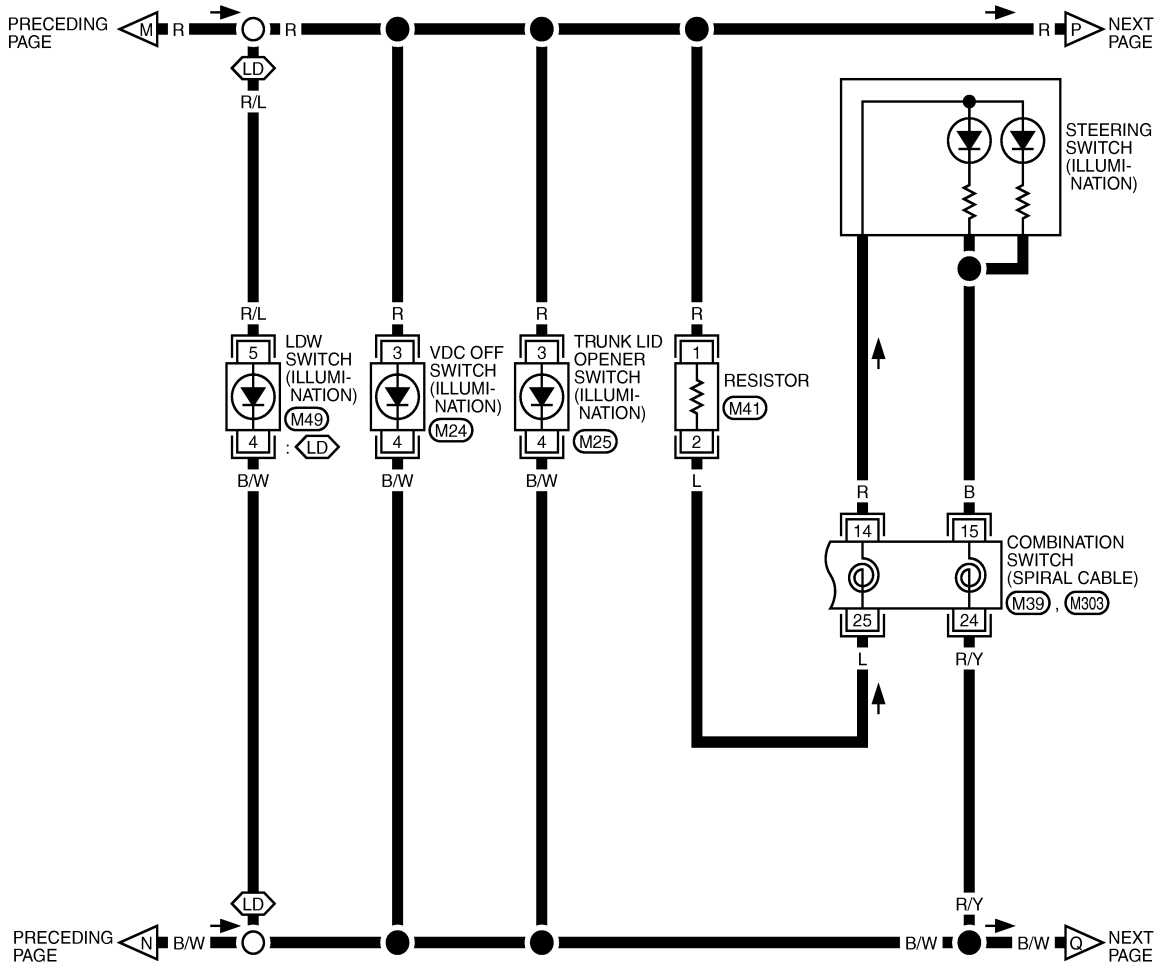 PRECEDING
PAGE
M
R
R
R
P
NEXT
PAGE
LD
R/L
STEERING
SWITCH
(ILLUMI-
NATION)
R/L
R
R
R
5
LDW
SWITCH
(ILLUMI-
NATION)
M49
4
: LD
3
VDC OFF
SWITCH
(ILLUMI-
NATION)
M24
4
3
TRUNK LID
OPENER
SWITCH
(ILLUMI-
NATION)
M25
4
1
RESISTOR
M41
2
B/W
B/W
B/W
L
R
B
14
15
COMBINATION
SWITCH
(SPIRAL CABLE)
M39 , M303
25
24
L
R/Y
LD
R/Y
PRECEDING
PAGE
N
B/W
B/W
B/W
Q
NEXT
PAGE